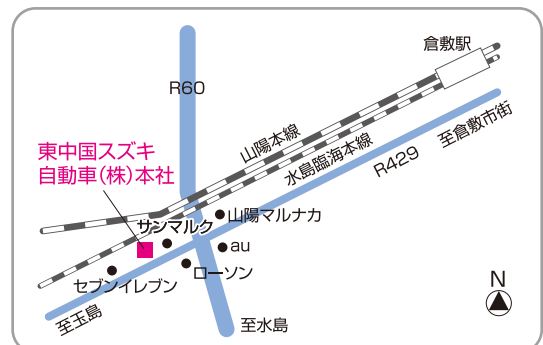 倉敷駅
R60
山陽本線
水島臨海本線
R429
至倉敷市街
東中国スズキ
自動車(株)本社
サンマルク
山陽マルナカ
au
ローソン
セブンイレブン
至玉島
至水島
N